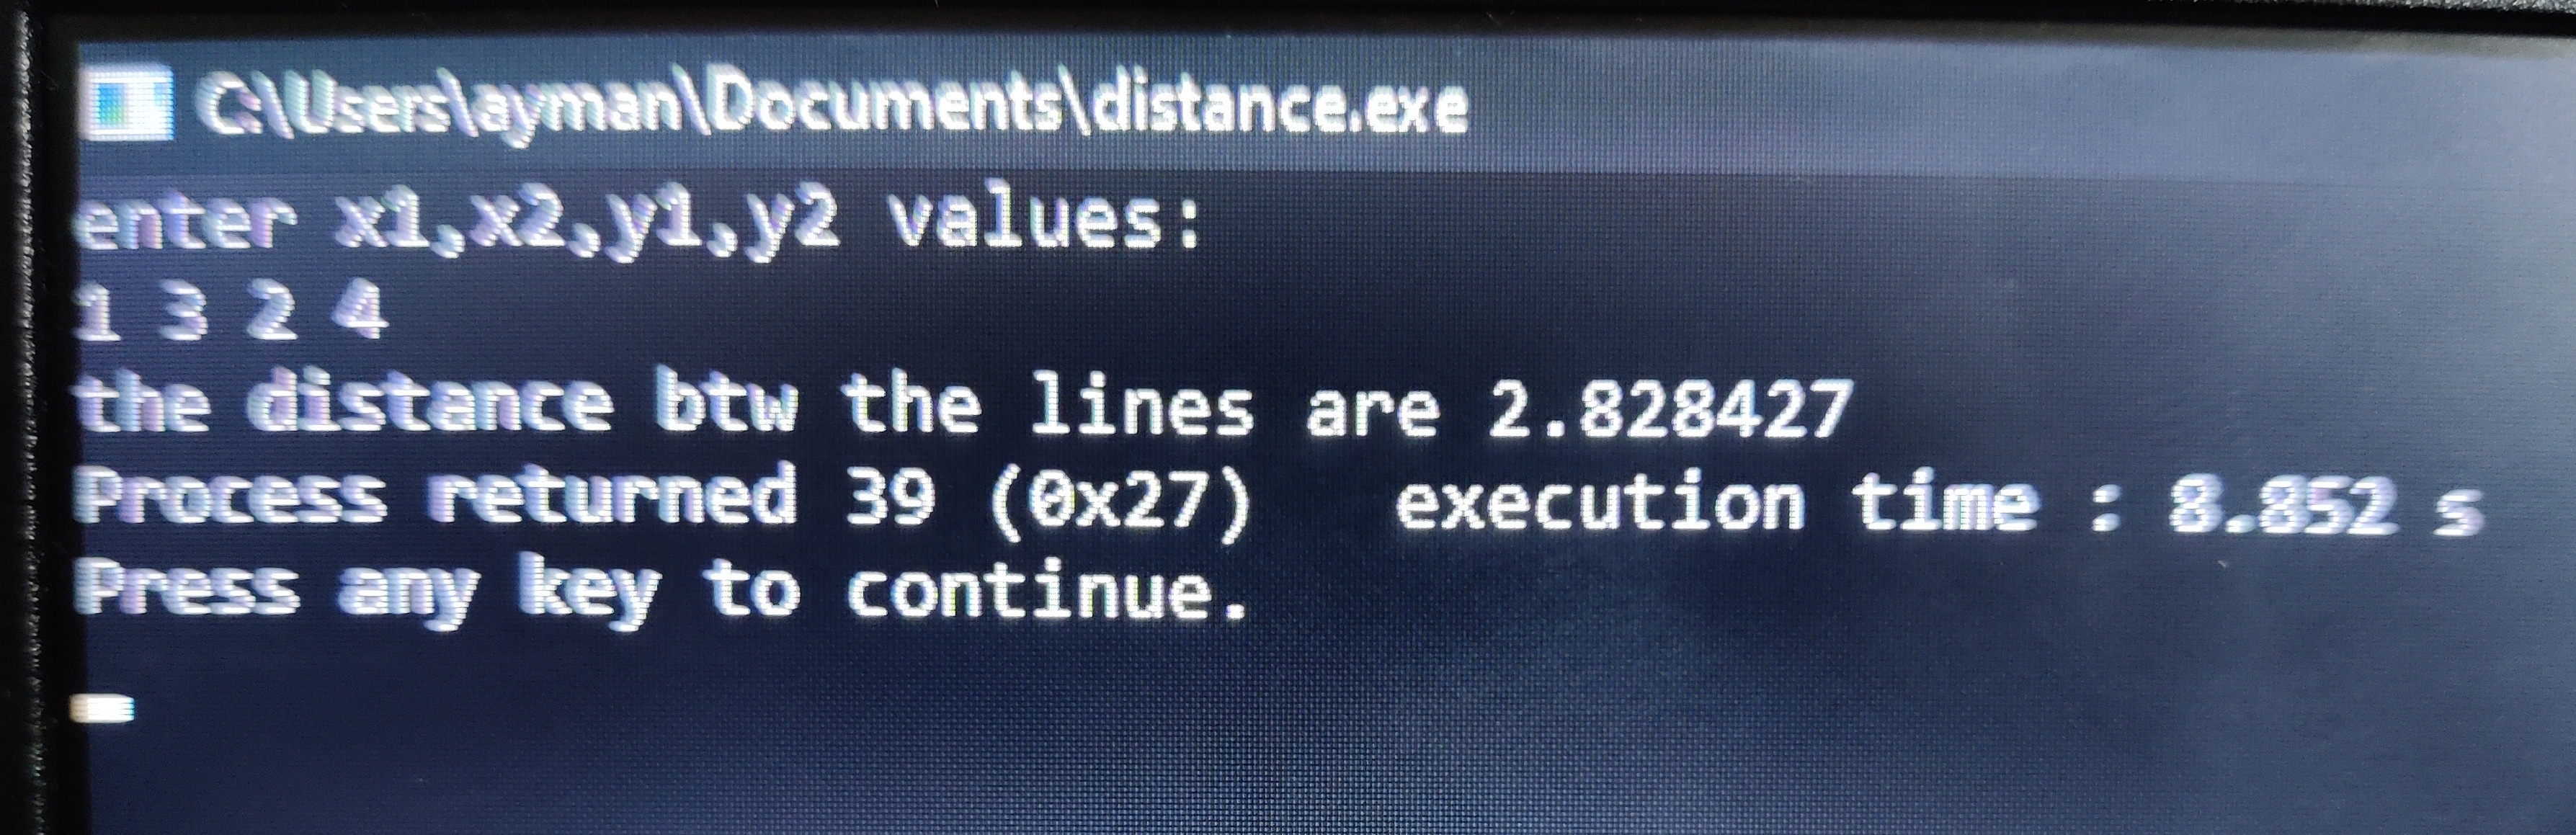 C:\Users\ayman\Documents\distance.exe
enter x1,x2,y1,y2 values:
1 3 2 4
the distance btw the lines are 2.828427
Process returned 39 (0x27)   execution time : 8.852 s
Press any key to continue.